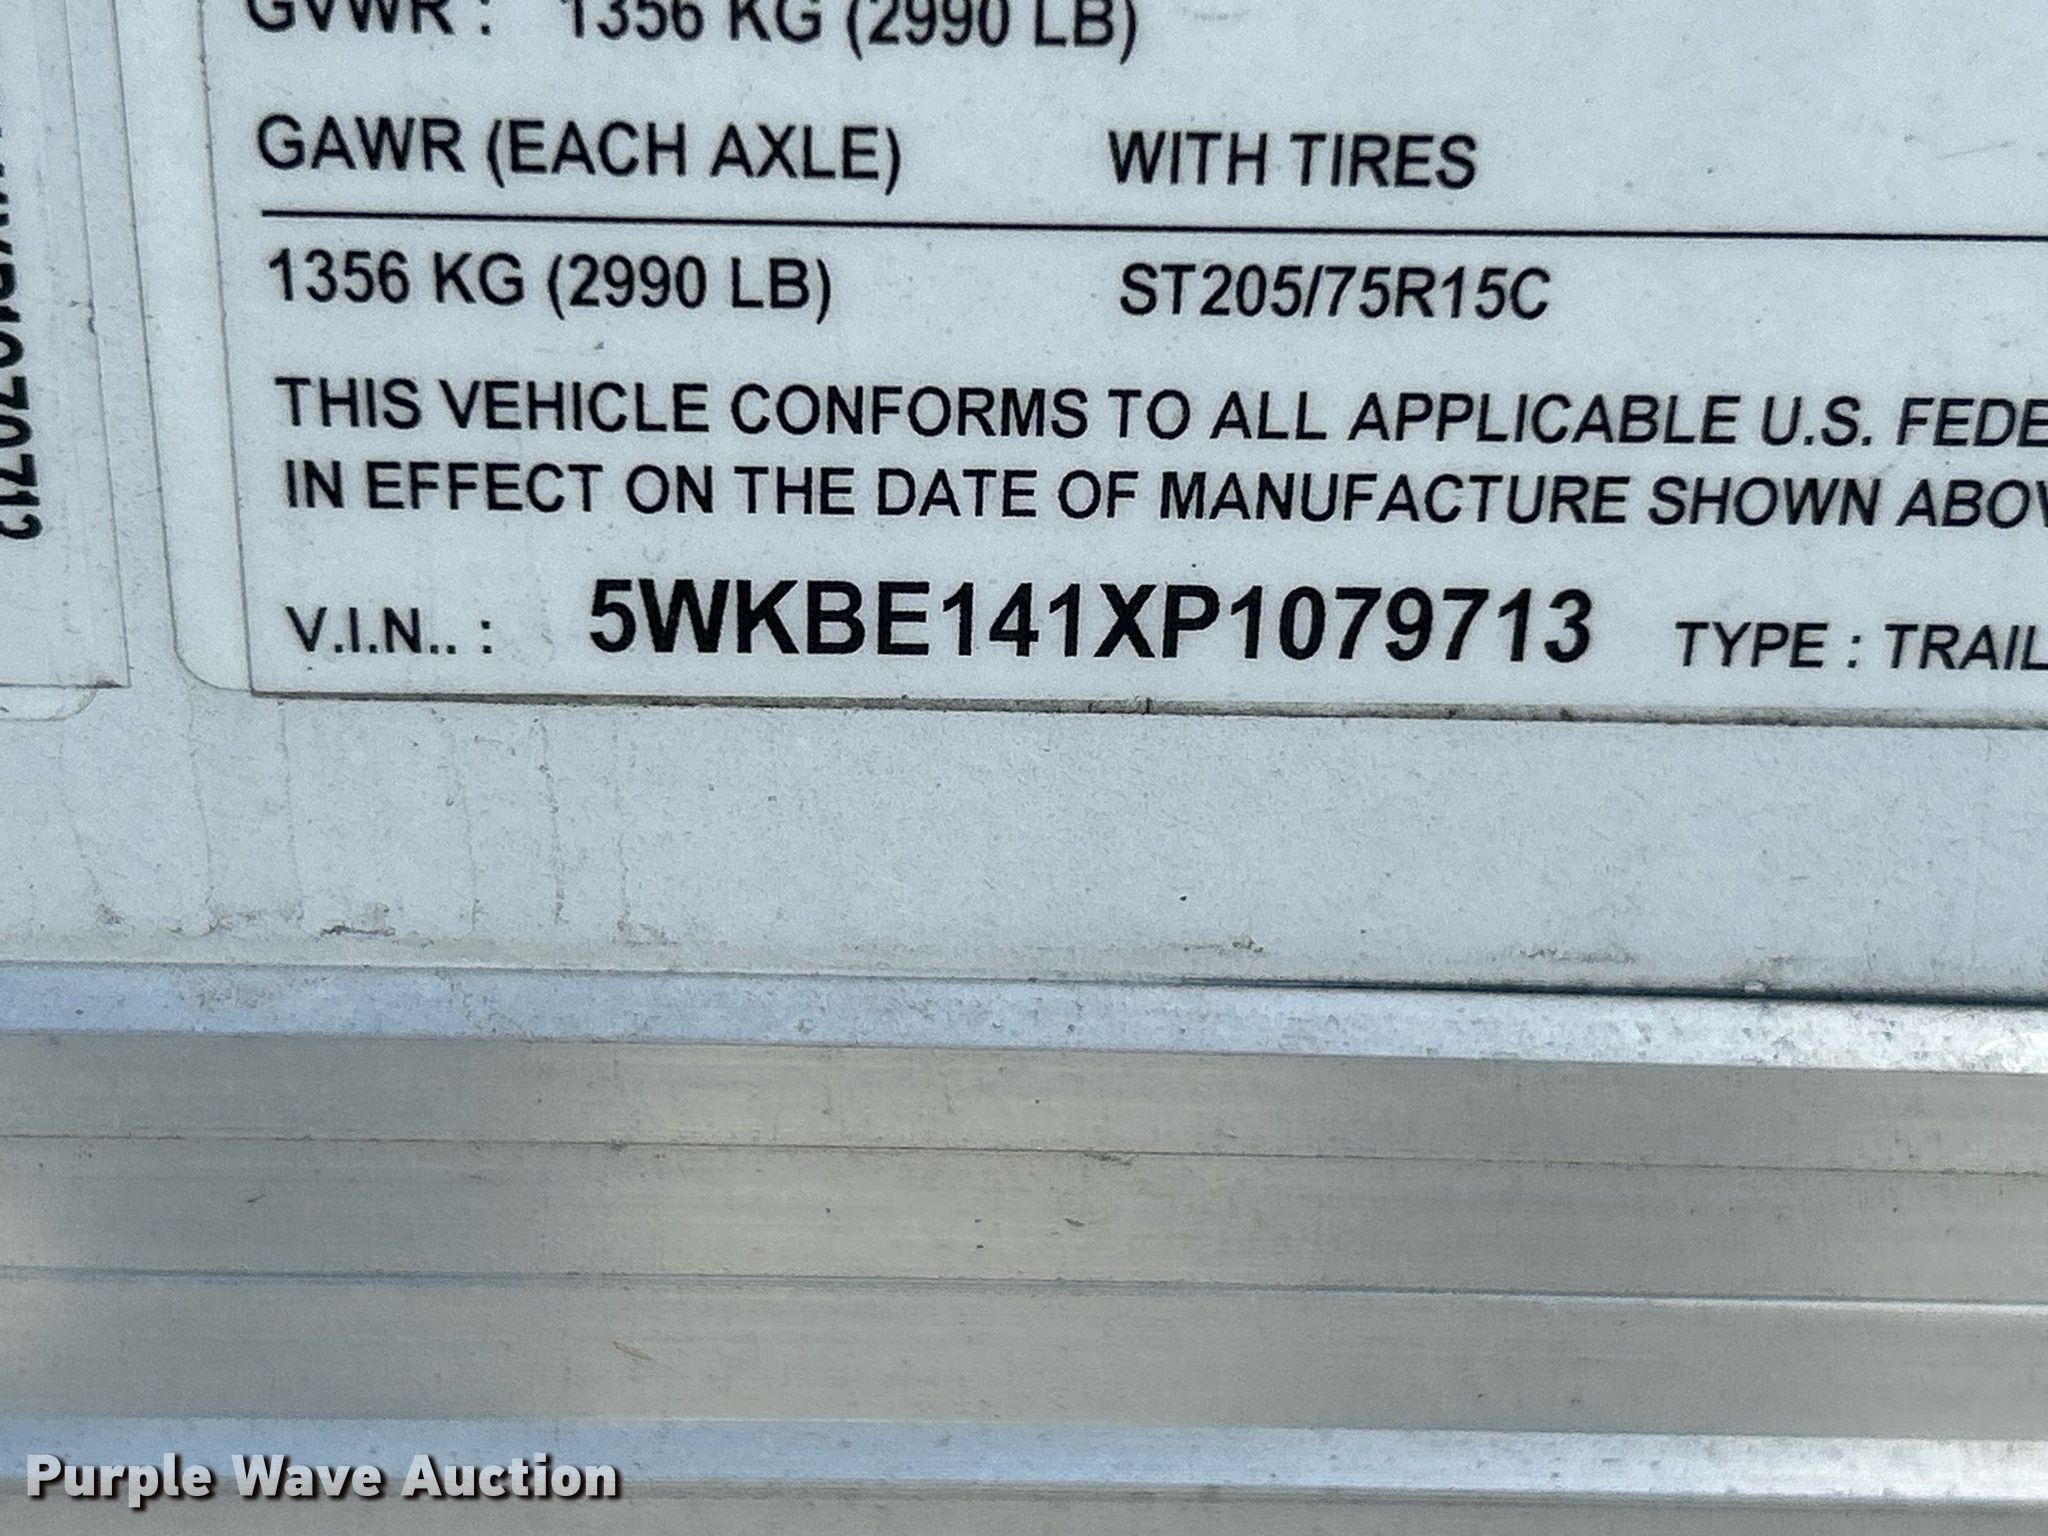 GVWR : 1356 KG (2990 LB)
GAWR (EACH AXLE) WITH TIRES
1356 KG (2990 LB) ST205/75R15C
THIS VEHICLE CONFORMS TO ALL APPLICABLE U.S. FEDE
IN EFFECT ON THE DATE OF MANUFACTURE SHOWN ABOV
V.I.N.. : 5WKBE141XP1079713 TYPE : TRAIL
Purple Wave Auction